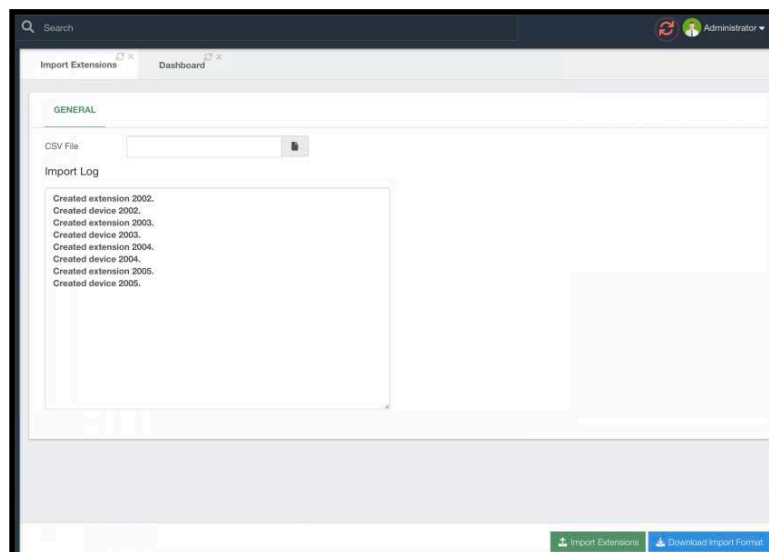 Search
Administrator
Import Extensions
Dashboard
GENERAL
CSV File
Import Log
Created extension 2002.
Created device 2002.
Created extension 2003.
Created device 2003.
Created extension 2004.
Created device 2004.
Created extension 2005.
Created device 2005.
Import Extensions
Download Import Format